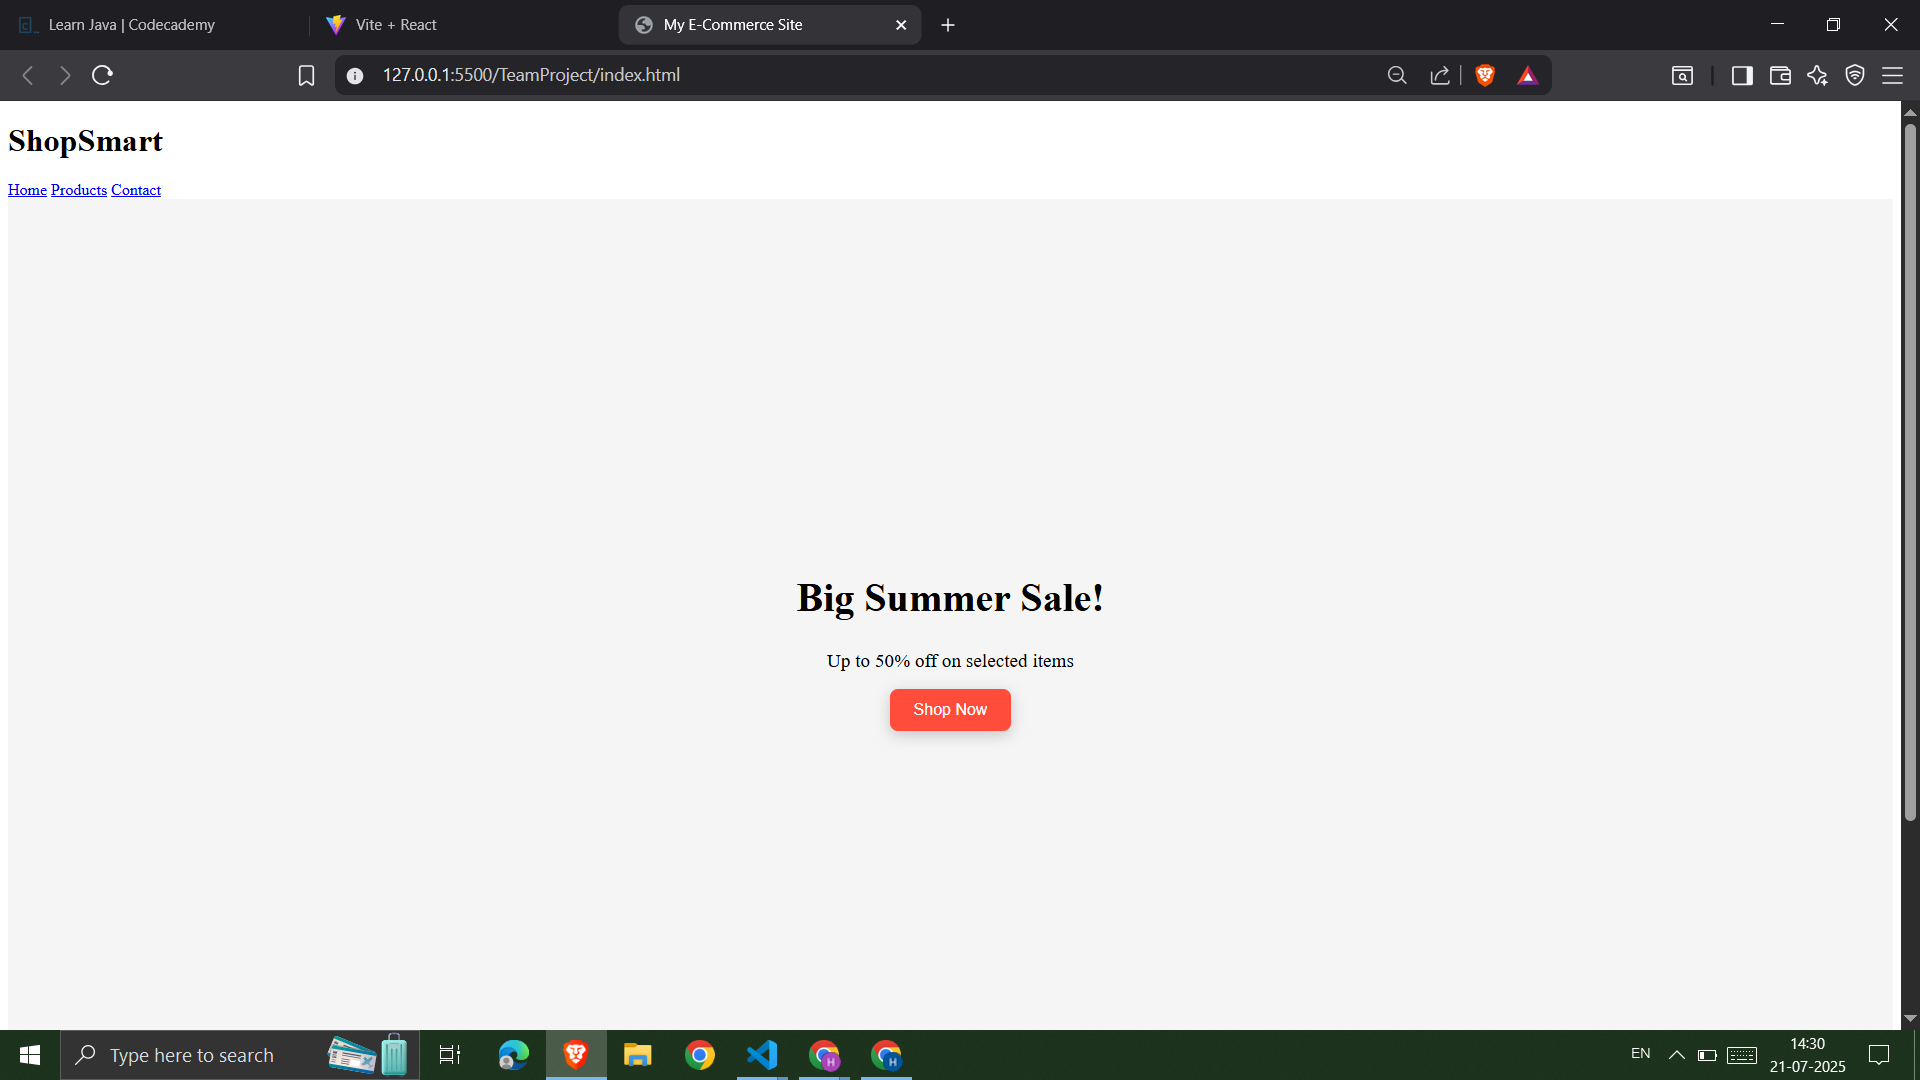 Learn Java | Codecademy
Vite + React
My E-Commerce Site
127.0.0.1:5500/TeamProject/index.html
ShopSmart
Home Products Contact
Big Summer Sale!
Up to 50% off on selected items
Shop Now
Type here to search
H
H
EN
14:30
21-07-2025